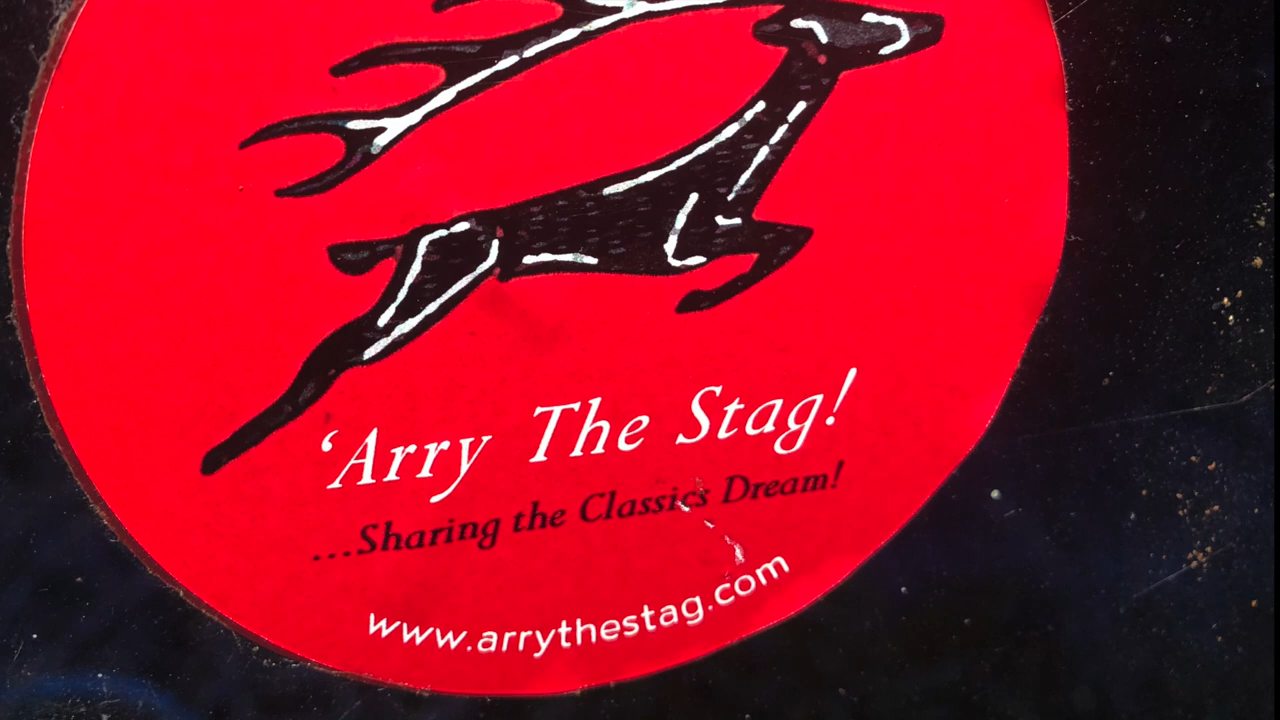 ‘Arry The Stag!
...Sharing the Classics Dream!
www.arrythestag.com